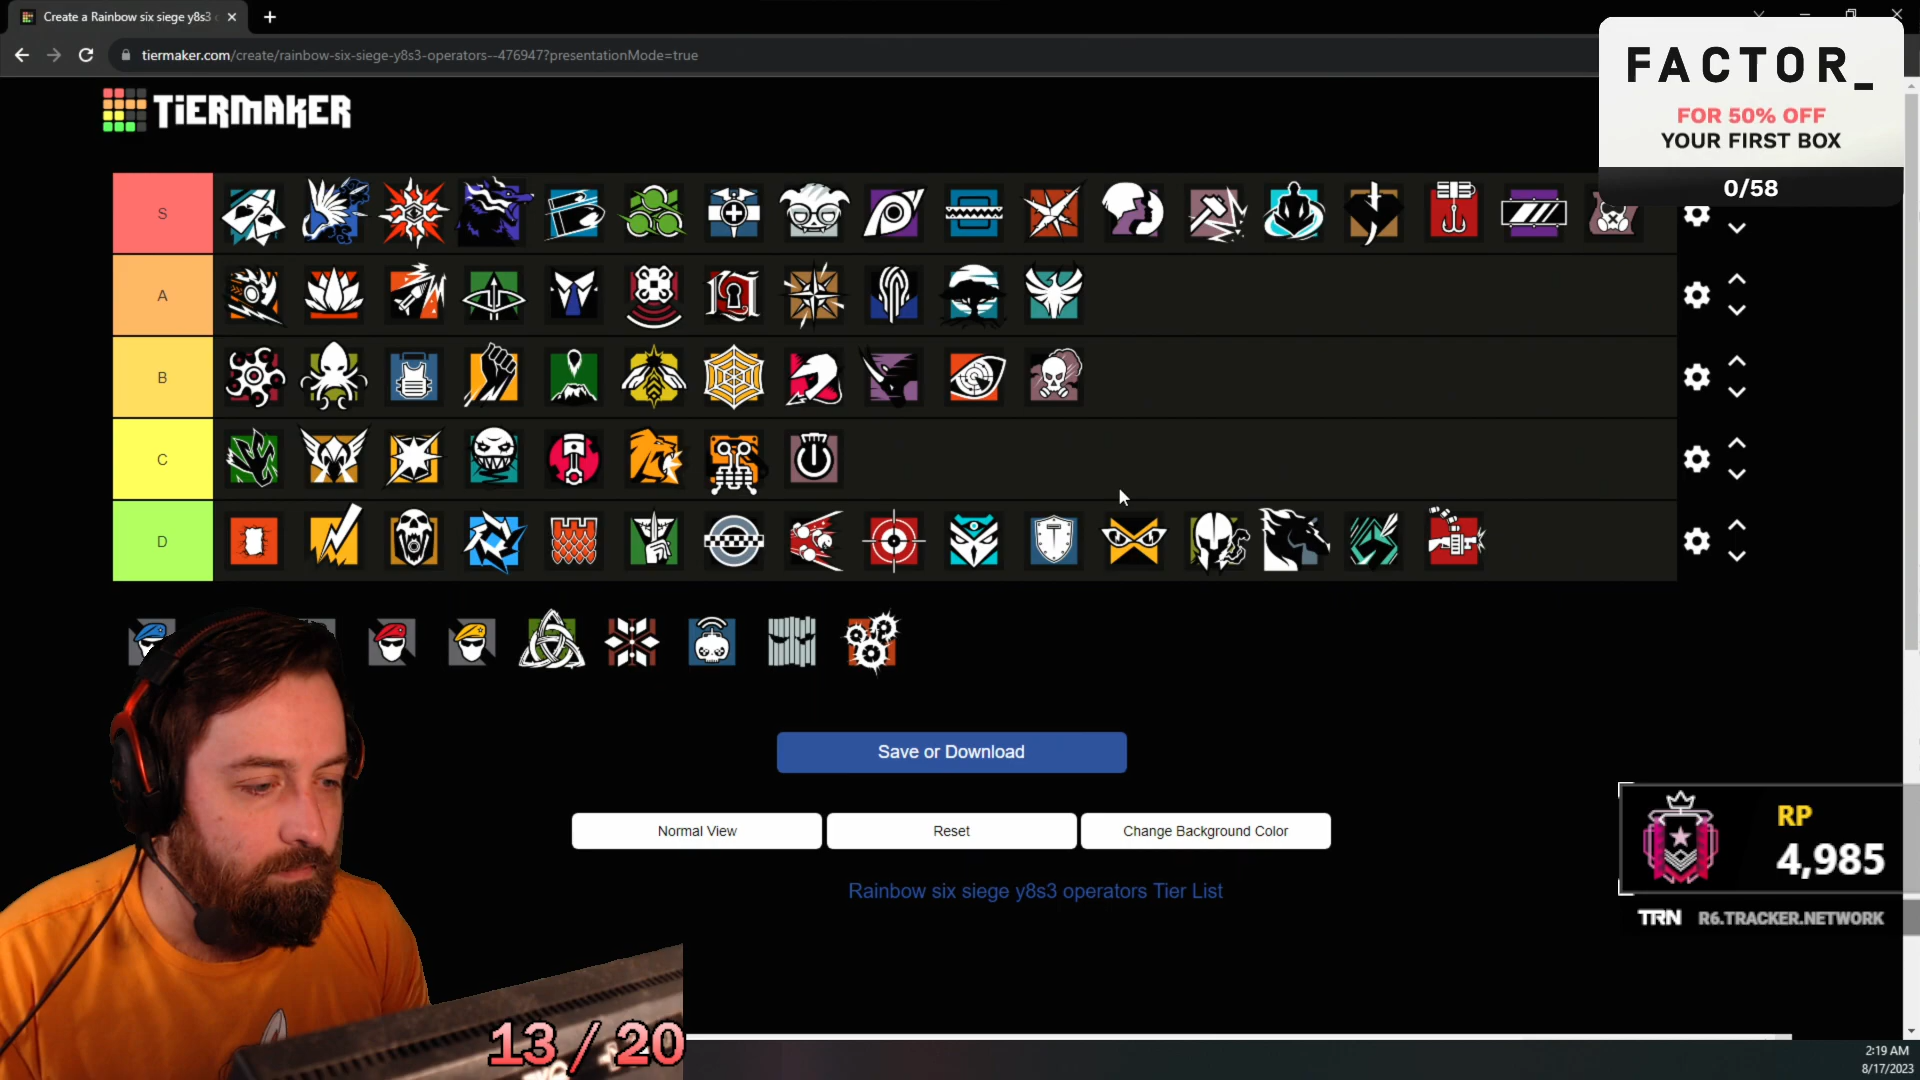 Create a Rainbow six siege y8s3
tiermaker.com/create/rainbow-six-siege-y8s3-operators--476947?presentationMode=true
TiERMAKER
FACTOR_
FOR 50% OFF
YOUR FIRST BOX
0/58
S
A
B
C
D
Save or Download
Normal View
Reset
Change Background Color
Rainbow six siege y8s3 operators Tier List
RP
4,985
TRN R6.TRACKER.NETWORK
13 / 20
2:19 AM
8/17/2023